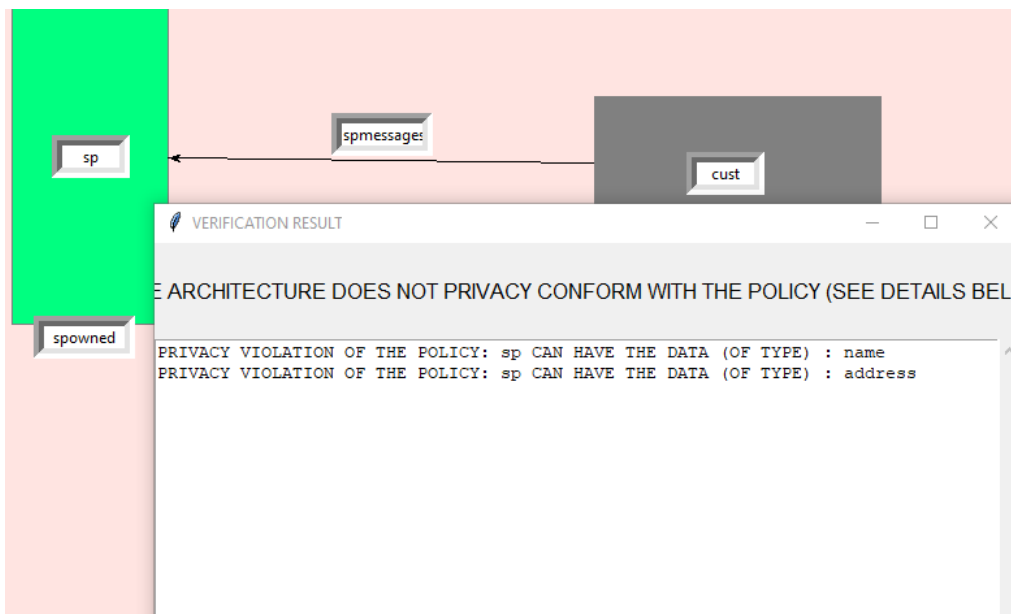 spmessages
sp
cust
VERIFICATION RESULT
E ARCHITECTURE DOES NOT PRIVACY CONFORM WITH THE POLICY (SEE DETAILS BEL
spowned
PRIVACY VIOLATION OF THE POLICY: sp CAN HAVE THE DATA (OF TYPE) : name
PRIVACY VIOLATION OF THE POLICY: sp CAN HAVE THE DATA (OF TYPE) : address